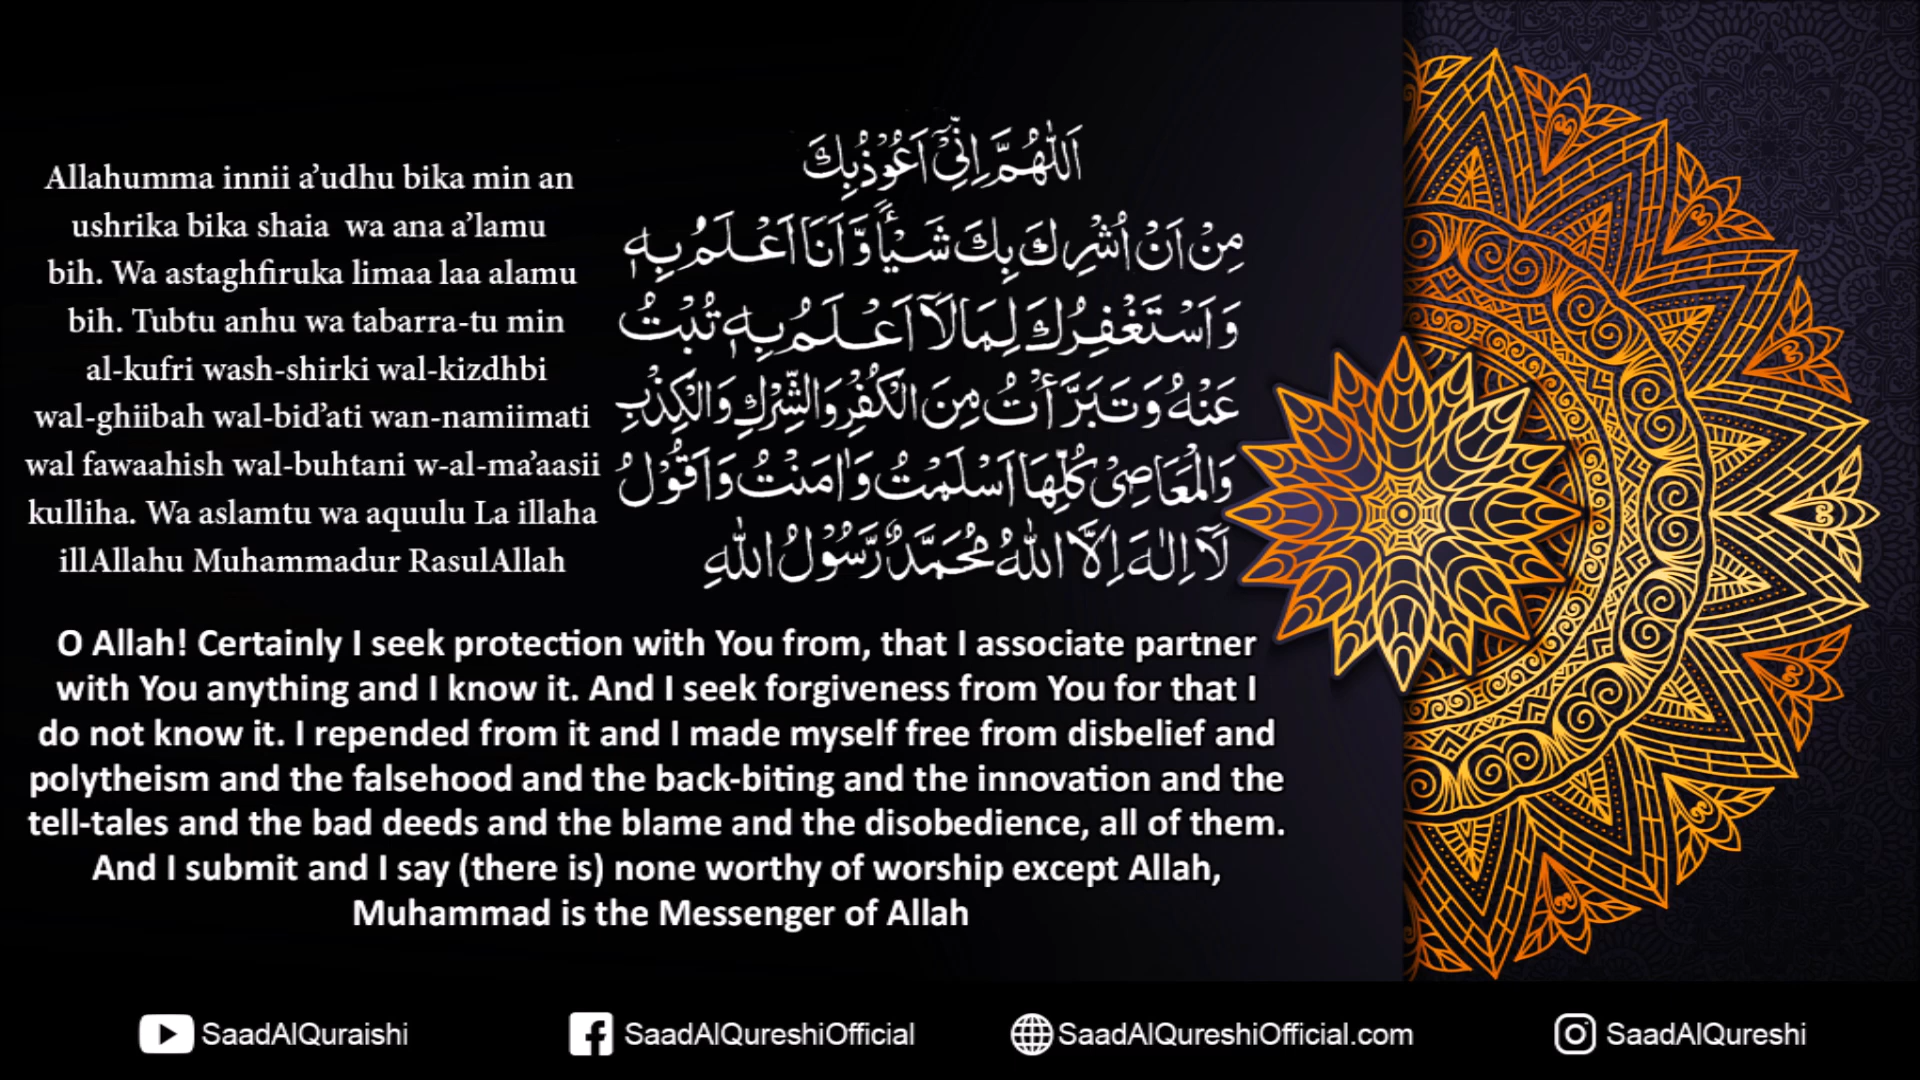 Allahumma innii a’udhu bika min an
ushrika bika shaia wa ana a’lamu
bih. Wa astaghfiruka limaa laa alamu
bih. Tubtu anhu wa tabarra-tu min
al-kufri wash-shirki wal-kizdhbi
wal-ghiibah wal-bid’ati wan-namiimati
wal fawaahish wal-buhtani w-al-ma’aasii
kulliha. Wa aslamtu wa aquulu La illaha
illAllahu Muhammadur RasulAllah
اَللّٰهُمَّ اِنِّیْٓ اَعُوْذُ بِكَ
مِنْ اَنْ اُشْرِكَ بِكَ شَیْـًٔا وَّاَنَا اَعْلَمُ بِهٖ
وَاَسْتَغْفِرُكَ لِمَا لَآ اَعْلَمُ بِهٖ تُبْتُ
عَنْهُ وَتَبَرَّأْتُ مِنَ الْكُفْرِ وَالشِّرْكِ وَالْكِذْبِ
وَالْمَعَاصِیْ كُلِّهَا اَسْلَمْتُ وَاٰمَنْتُ وَاَقُوْلُ
لَآ اِلٰهَ اِلَّا اللّٰهُ مُحَمَّدٌ رَّسُوْلُ اللّٰهِ
O Allah! Certainly I seek protection with You from, that I associate partner
with You anything and I know it. And I seek forgiveness from You for that I
do not know it. I repended from it and I made myself free from disbelief and
polytheism and the falsehood and the back-biting and the innovation and the
tell-tales and the bad deeds and the blame and the disobedience, all of them.
And I submit and I say (there is) none worthy of worship except Allah,
Muhammad is the Messenger of Allah
SaadAlQuraishi
SaadAlQureshiOfficial
SaadAlQureshiOfficial.com
SaadAlQureshi